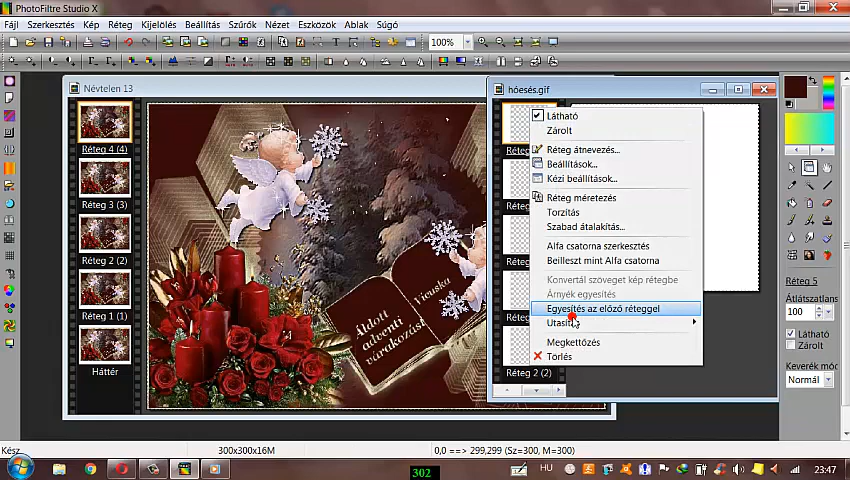 PhotoFiltre Studio X
Fájl Szerkesztés Kép Réteg Kijelölés Beállítás Szűrők Nézet Eszközök Ablak Súgó
100%
Névtelen 13
Réteg 4 (4)
Réteg 3 (3)
Réteg 2 (2)
Réteg 1 (1)
Háttér
Áldott
adventi
várakozást
Vicuska
hóesés.gif
Réteg 2 (2)
Látható
Zárolt
Réteg átnevezés...
Beállítások...
Kézi beállítások...
Réteg méretezés
Torzítás
Szabad átalakítás...
Alfa csatorna szerkesztés
Beilleszt mint Alfa csatorna
Konvertál szöveget kép rétegbe
Árnyék egyesítés
Egyesítés az előző réteggel
Megkettőzés
Törlés
Réteg 5
100
Látható
Zárolt
Keverék mód
Normál
Kész
300x300x16M
0,0 ==> 299,299 (Sz=300, M=300)
302
HU
23:47